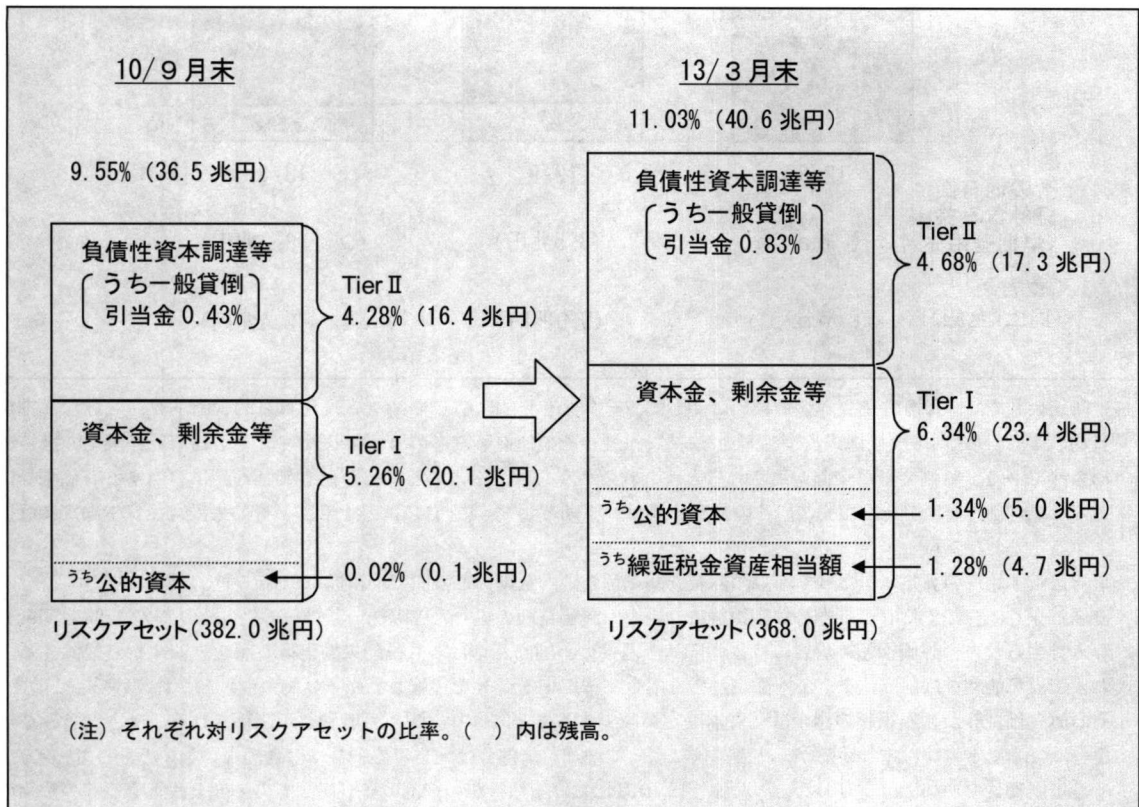 10/9月末
9.55% (36.5 兆円)
負債性資本調達等
うち一般貸倒
引当金 0.43%
TierⅡ
4.28% (16.4 兆円)
資本金、剰余金等
TierⅠ
5.26% (20.1 兆円)
うち公的資本
0.02% (0.1 兆円)
リスクアセット(382.0 兆円)
13/3月末
11.03% (40.6 兆円)
負債性資本調達等
うち一般貸倒
引当金 0.83%
TierⅡ
4.68% (17.3 兆円)
資本金、剰余金等
TierⅠ
6.34% (23.4 兆円)
うち公的資本
1.34% (5.0 兆円)
うち繰延税金資産相当額
1.28% (4.7 兆円)
リスクアセット(368.0 兆円)
(注) それぞれ対リスクアセットの比率。( )内は残高。